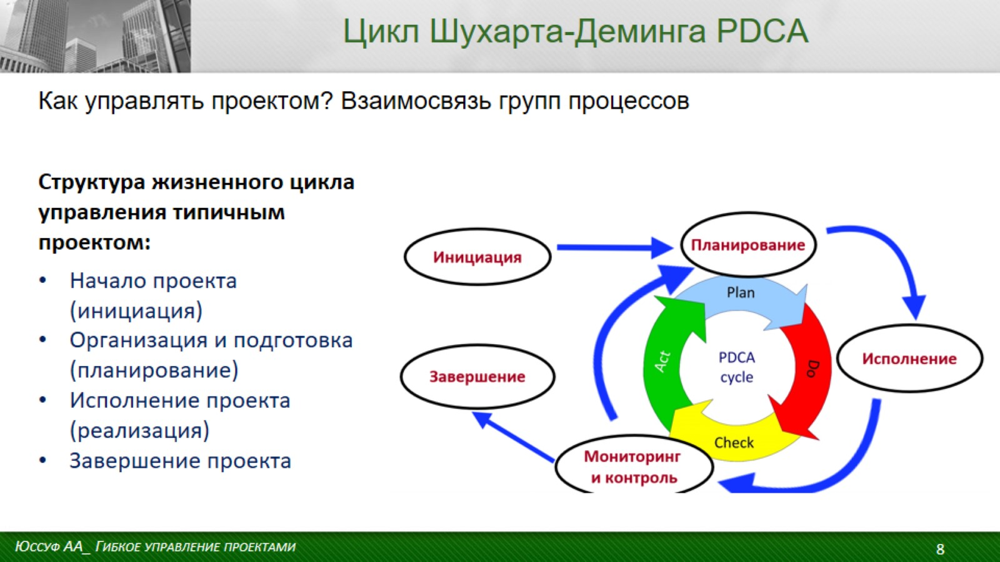 Цикл Шухарта-Деминга PDCA
Как управлять проектом? Взаимосвязь групп процессов
Структура жизненного цикла
управления типичным
проектом:
• Начало проекта
(инициация)
• Организация и подготовка
(планирование)
• Исполнение проекта
(реализация)
• Завершение проекта
Инициация
Планирование
Plan
Act
PDCA
cycle
Do
Исполнение
Завершение
Check
Мониторинг
и контроль
Юссуф АА_ Гибкое управление проектами
8